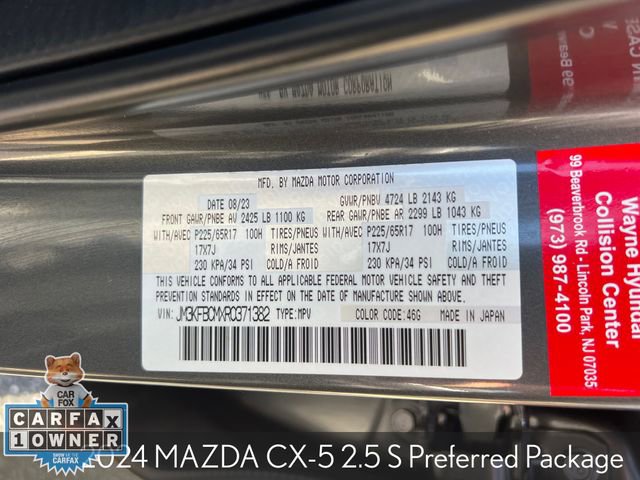 MFD. BY MAZDA MOTOR CORPORATION
DATE 08/23 GVWR/PNBV 4724 LB 2143 KG
FRONT GAWR/PNBE AV 2425 LB 1100 KG REAR GAWR/PNBE AR 2299 LB 1043 KG
WITH/AVEC P225/65R17 100H TIRES/PNEUS WITH/AVEC P225/65R17 100H TIRES/PNEUS
17X7J RIMS/JANTES 17X7J RIMS/JANTES
230 KPA/34 PSI COLD/A FROID 230 KPA/34 PSI COLD/A FROID
THIS VEHICLE CONFORMS TO ALL APPLICABLE FEDERAL MOTOR VEHICLE SAFETY AND THEFT
PREVENTION STANDARDS IN EFFECT ON THE DATE OF MANUFACTURE SHOWN ABOVE.
VIN: JM3KFBCMXR0371382 TYPE:MPV COLOR CODE:46G MADE IN JAPAN
Wayne Hyundai
Collision Center
99 Beaverbrook Rd - Lincoln Park, NJ 07035
(973) 987-4100
CAR
FOX
CARFAX
1 OWNER
SHOW ME THE
CARFAX
2024 MAZDA CX-5 2.5 S Preferred Package